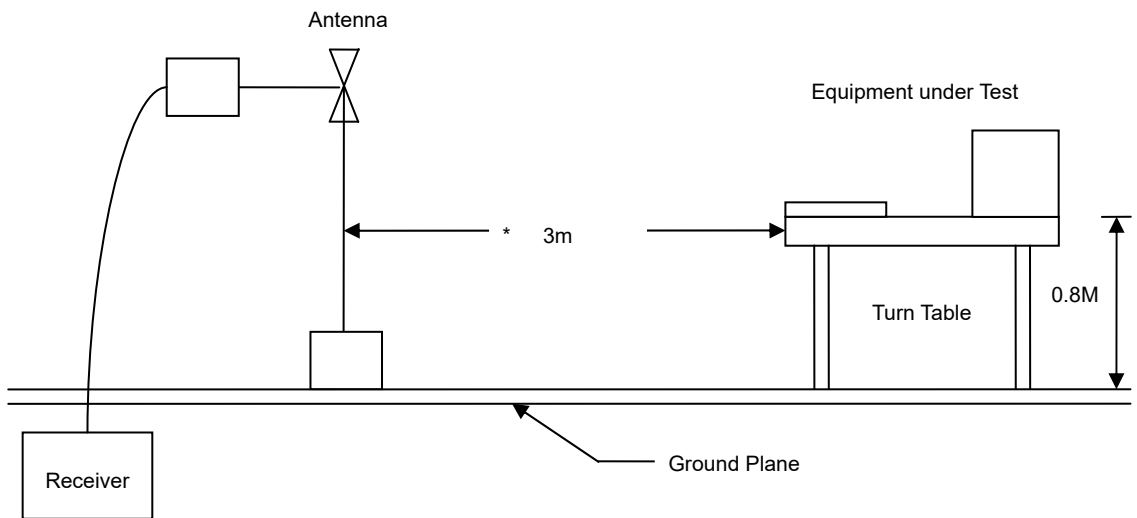 Antenna
Equipment under Test
* 3m
0.8M
Turn Table
Ground Plane
Receiver